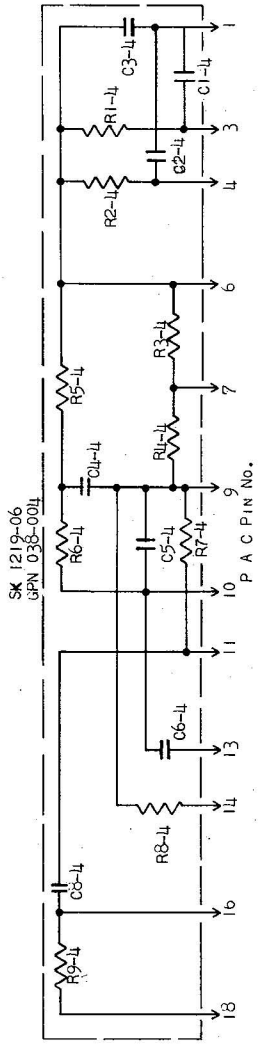 SK 1219-06
GPN 038-004
R9-4
C8-4
R8-4
C6-4
R6-4
C4-4
C5-4
R7-4
R5-4
R4-4
R3-4
R2-4
R1-4
C2-4
C3-4
C1-4
18
16
14
13
11
10
9
7
6
4
3
1
PAC Pin No.